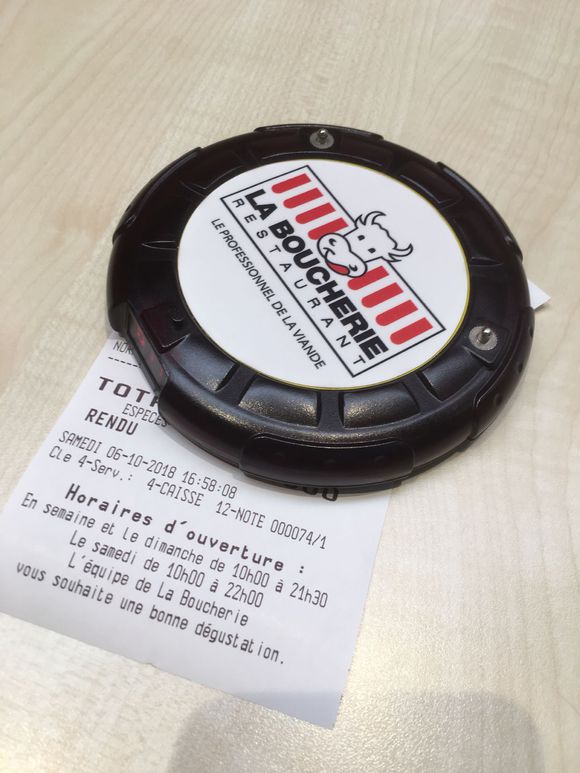 LA BOUCHERIE
RESTAURANT
LE PROFESSIONNEL DE LA VIANDE
ESPECES
RENDU
SAMEDI 06-10-2018 16:58:08
Cle 4-Serv.: 4-CAISSE 12-NOTE 000074/1
Horaires d'ouverture :
En semaine et le dimanche de 10h00 à 21h30
Le samedi de 10h00 à 22h00
L'équipe de La Boucherie
vous souhaite une bonne dégustation.